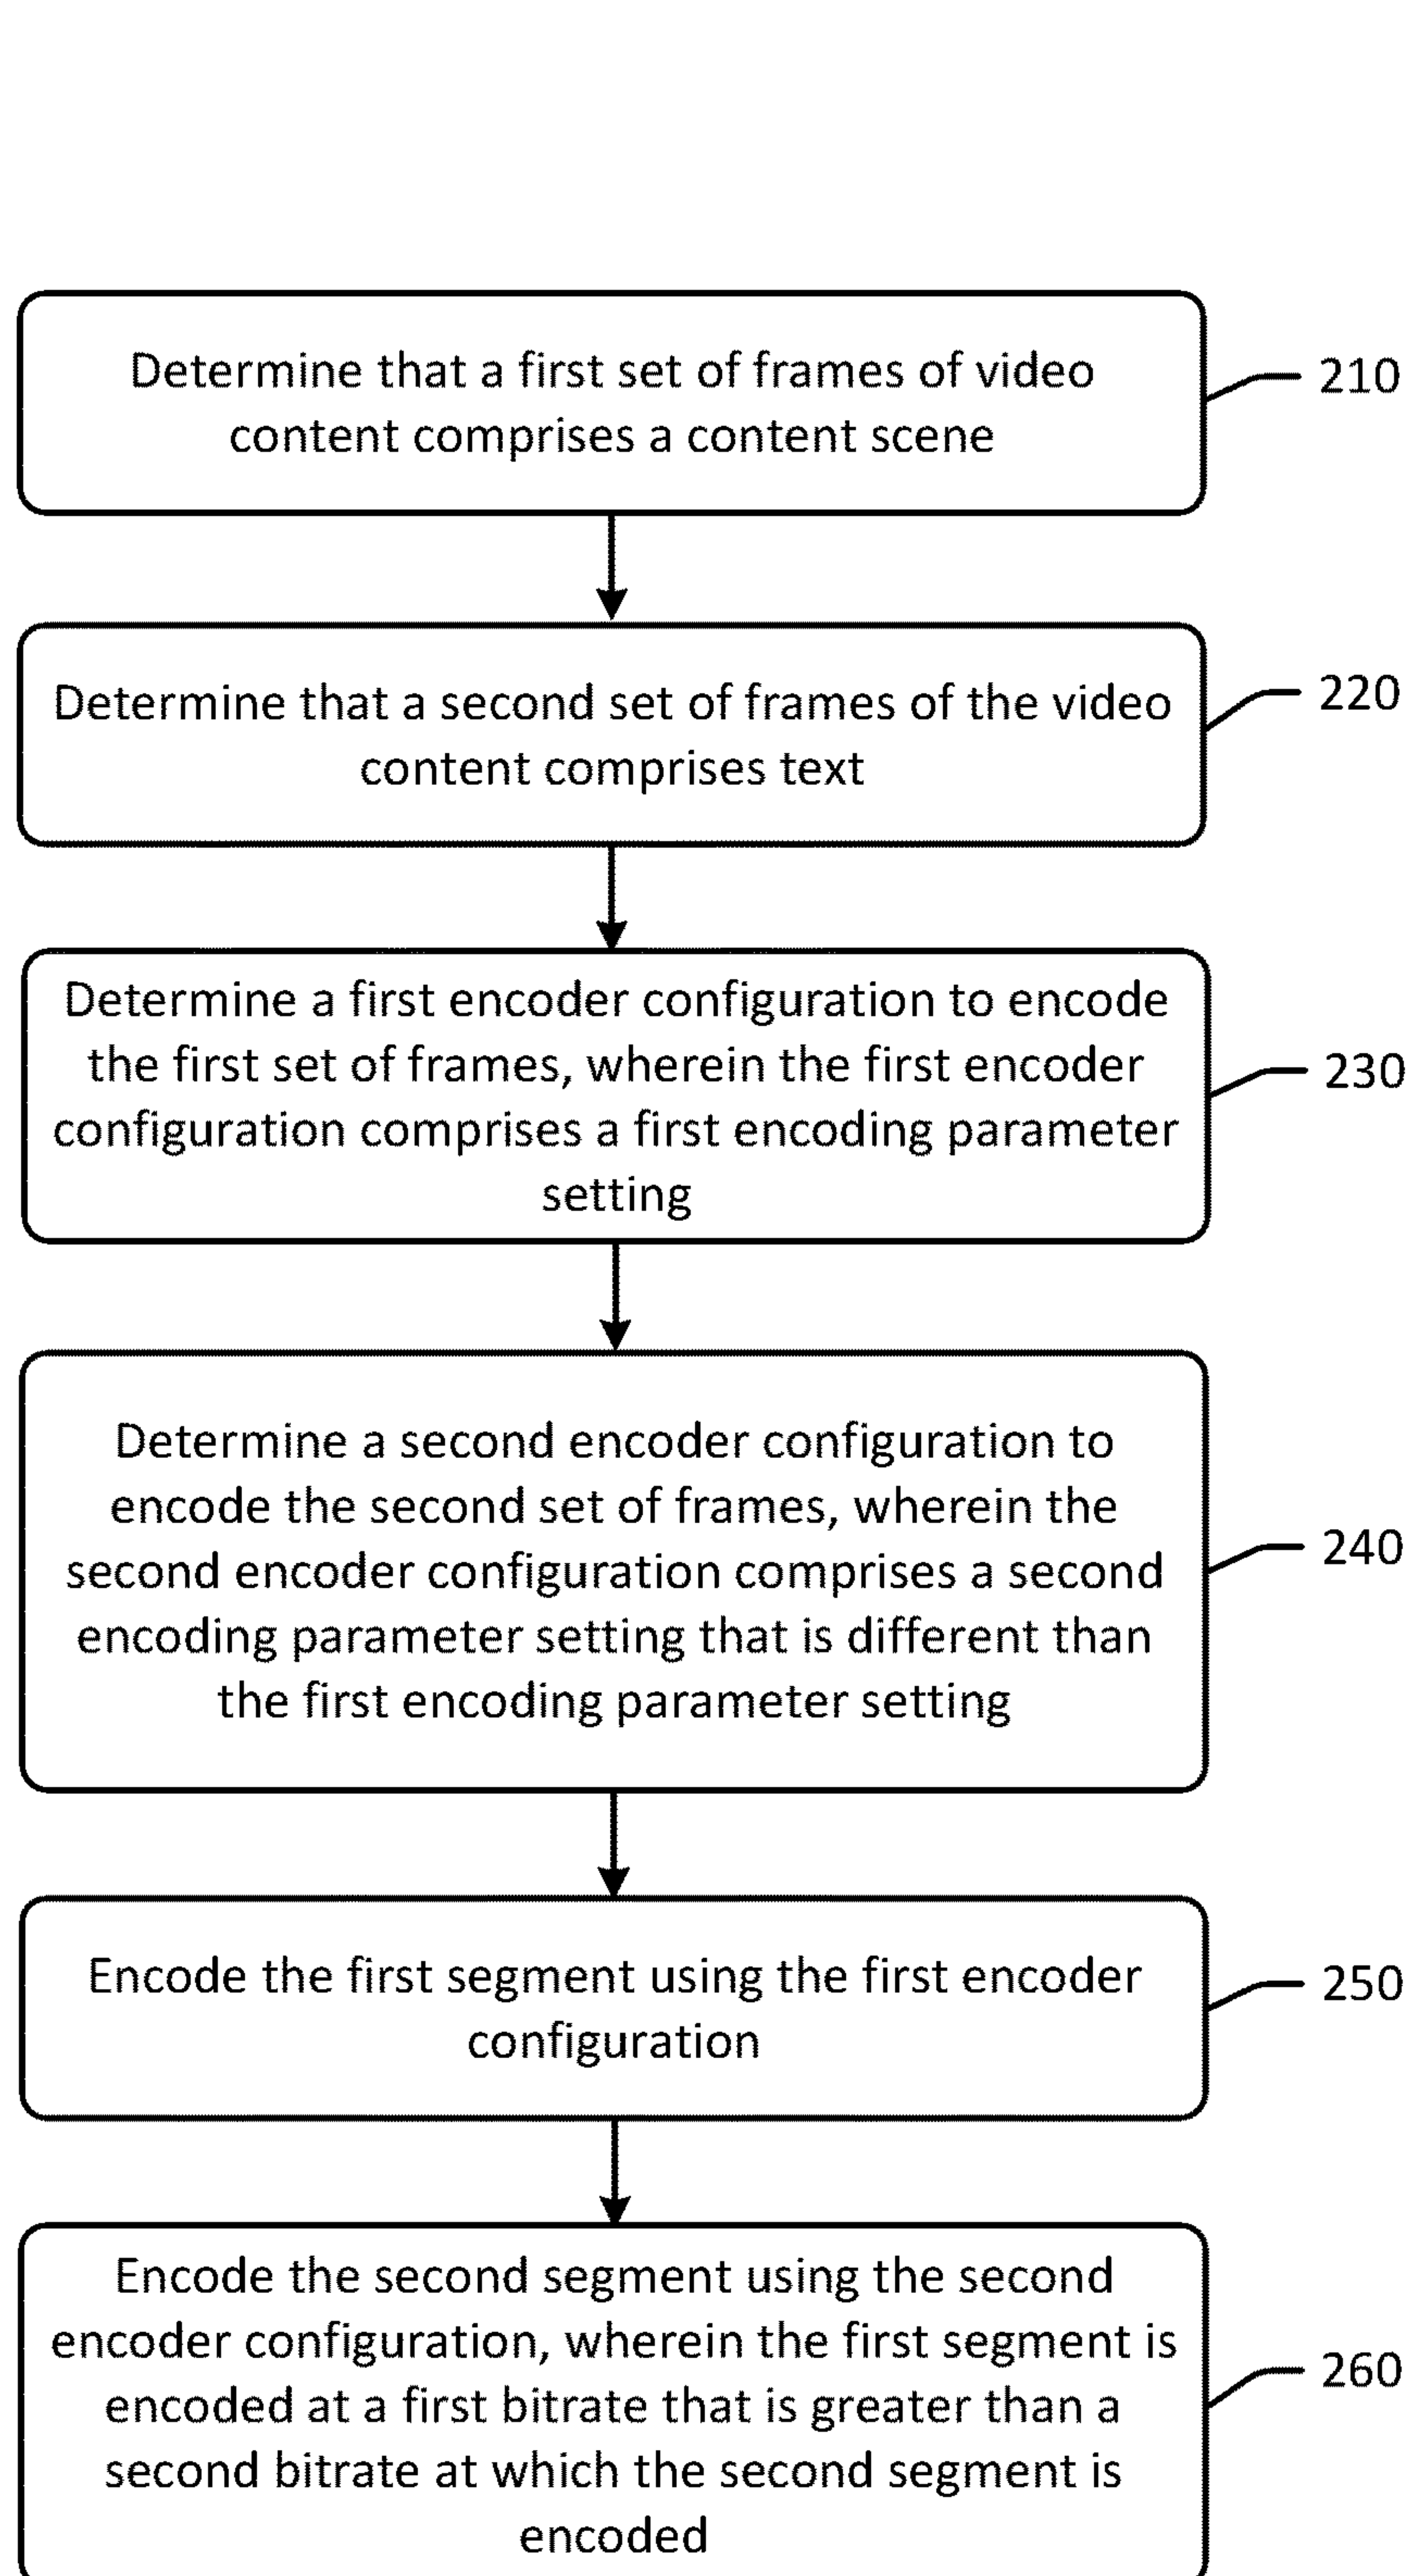 Determine that a first set of frames of video
content comprises a content scene
210
Determine that a second set of frames of the video
content comprises text
220
Determine a first encoder configuration to encode
the first set of frames, wherein the first encoder
configuration comprises a first encoding parameter
setting
230
Determine a second encoder configuration to
encode the second set of frames, wherein the
second encoder configuration comprises a second
encoding parameter setting that is different than
the first encoding parameter setting
240
Encode the first segment using the first encoder
configuration
250
Encode the second segment using the second
encoder configuration, wherein the first segment is
encoded at a first bitrate that is greater than a
second bitrate at which the second segment is
encoded
260